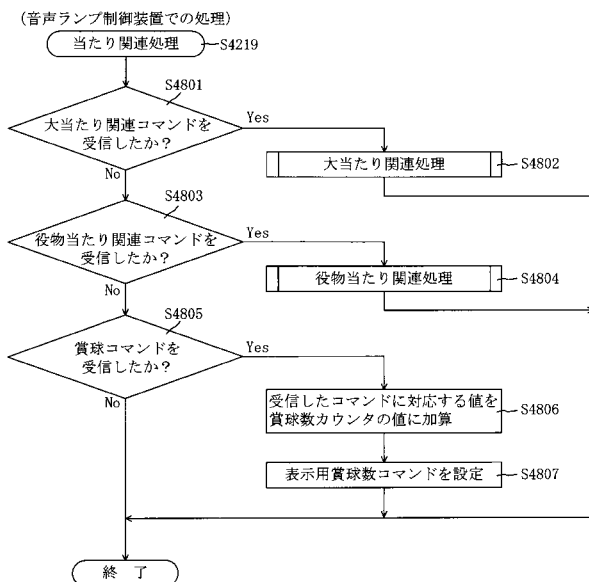 （音声ランプ制御装置での処理）
当たり関連処理
S4219
S4801
大当たり関連コマンドを
受信したか？
Yes
大当たり関連処理
S4802
No
S4803
役物当たり関連コマンドを
受信したか？
Yes
役物当たり関連処理
S4804
No
S4805
賞球コマンドを
受信したか？
Yes
No
受信したコマンドに対応する値を
賞球数カウンタの値に加算
S4806
表示用賞球数コマンドを設定
S4807
終 了